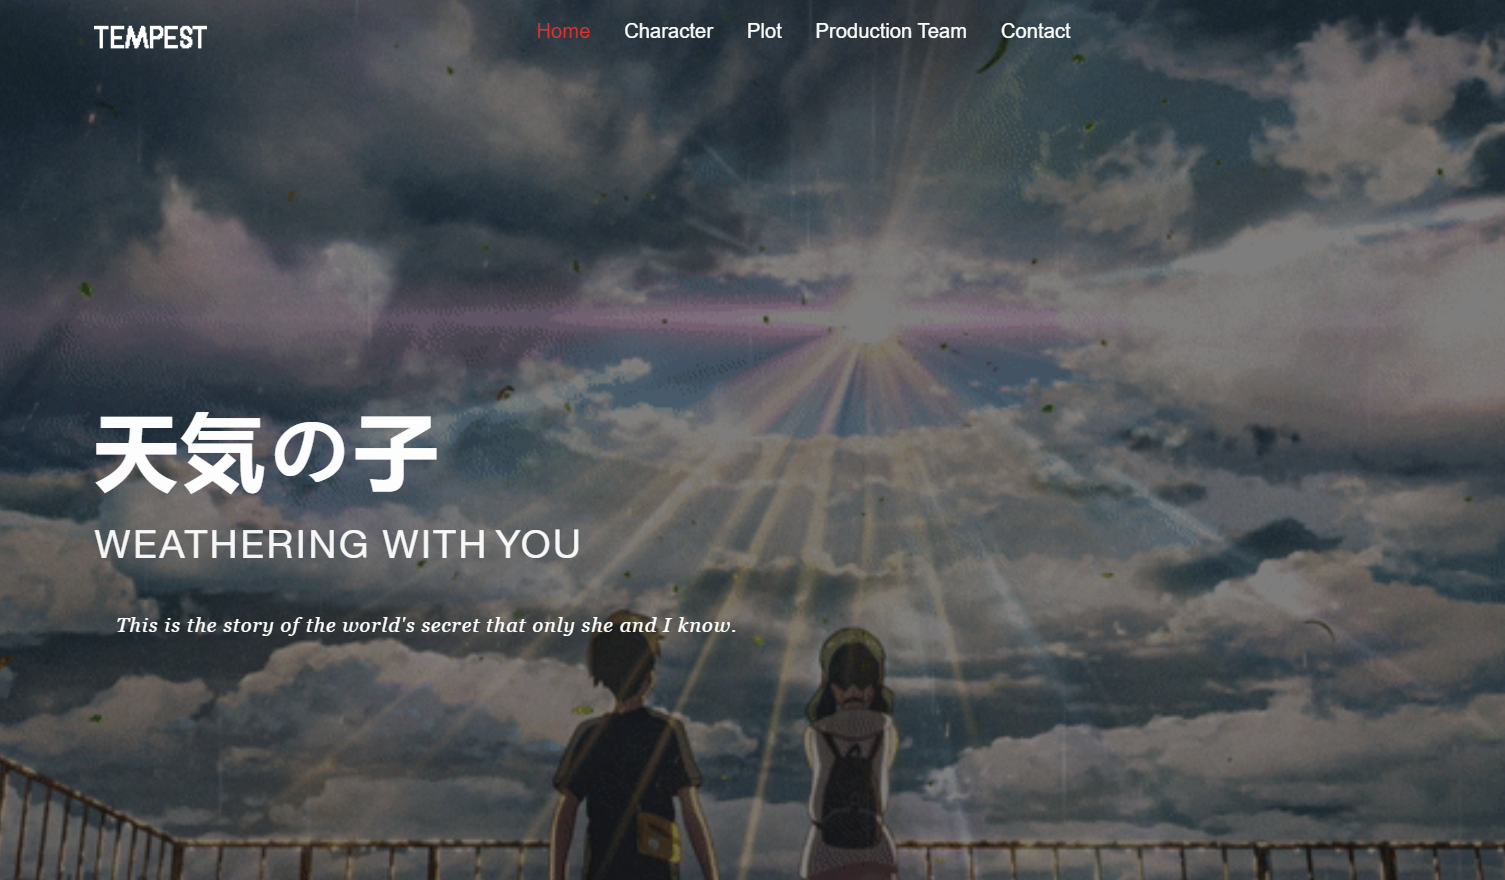 TEMPEST
Home Character Plot Production Team Contact
天気の子
WEATHERING WITH YOU
This is the story of the world's secret that only she and I know.